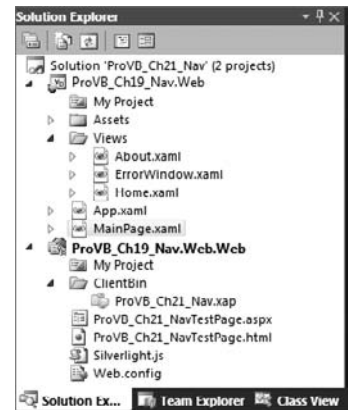 Solution Explorer
Solution 'ProVB_Ch21_Nav' (2 projects)
ProVB_Ch19_Nav.Web
My Project
Assets
Views
About.xaml
ErrorWindow.xaml
Home.xaml
App.xaml
MainPage.xaml
ProVB_Ch19_Nav.Web.Web
My Project
ClientBin
ProVB_Ch21_Nav.xap
ProVB_Ch21_NavTestPage.aspx
ProVB_Ch21_NavTestPage.html
Silverlight.js
Web.config
Solution Ex... Team Explorer Class View